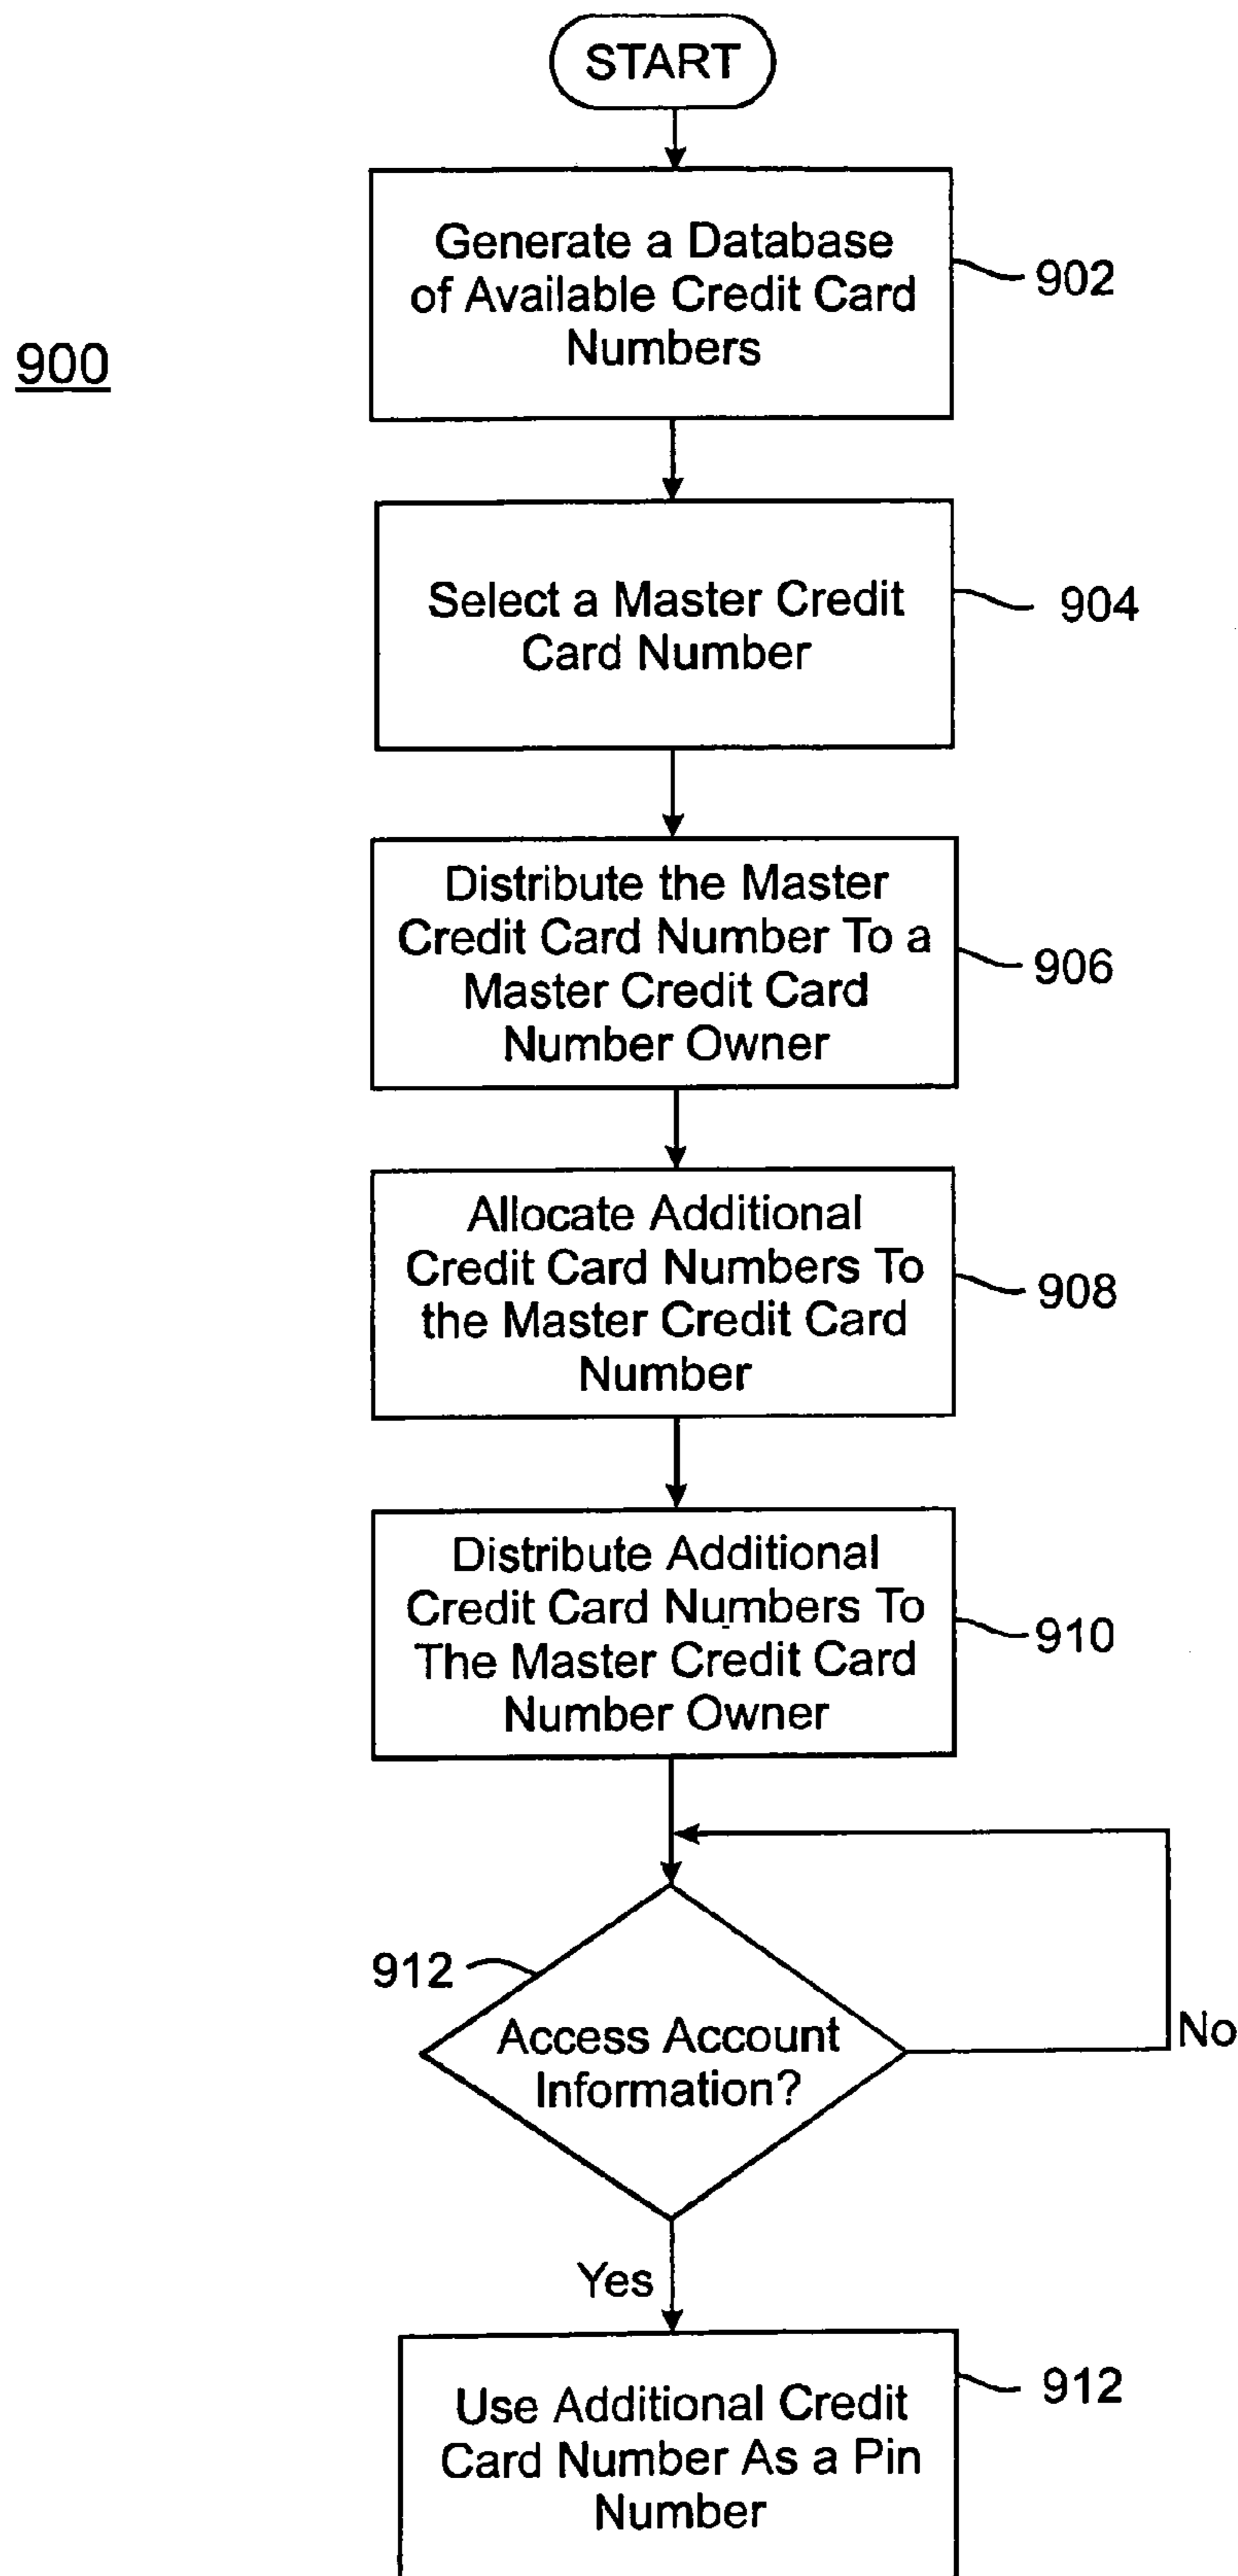 START
Generate a Database
of Available Credit Card
Numbers
902
900
Select a Master Credit
Card Number
904
Distribute the Master
Credit Card Number To a
Master Credit Card
Number Owner
906
Allocate Additional
Credit Card Numbers To
the Master Credit Card
Number
908
Distribute Additional
Credit Card Numbers To
The Master Credit Card
Number Owner
910
912
Access Account
Information?
No
Yes
Use Additional Credit
Card Number As a Pin
Number
912